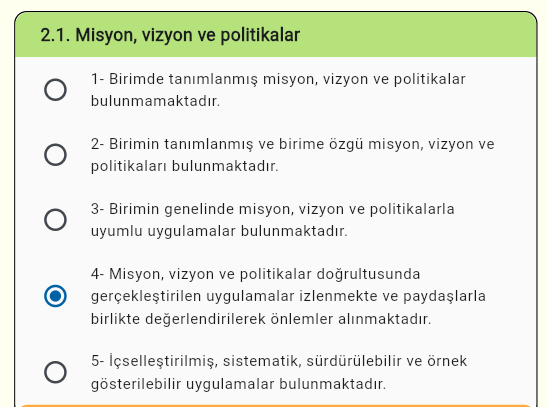 2.1. Misyon, vizyon ve politikalar
1- Birimde tanımlanmış misyon, vizyon ve politikalar
bulunmamaktadır.
2- Birimin tanımlanmış ve birime özgü misyon, vizyon ve
politikaları bulunmaktadır.
3- Birimin genelinde misyon, vizyon ve politikalarla
uyumlu uygulamalar bulunmaktadır.
4- Misyon, vizyon ve politikalar doğrultusunda
gerçekleştirilen uygulamalar izlenmekte ve paydaşlarla
birlikte değerlendirilerek önlemler alınmaktadır.
5- İçselleştirilmiş, sistematik, sürdürülebilir ve örnek
gösterilebilir uygulamalar bulunmaktadır.